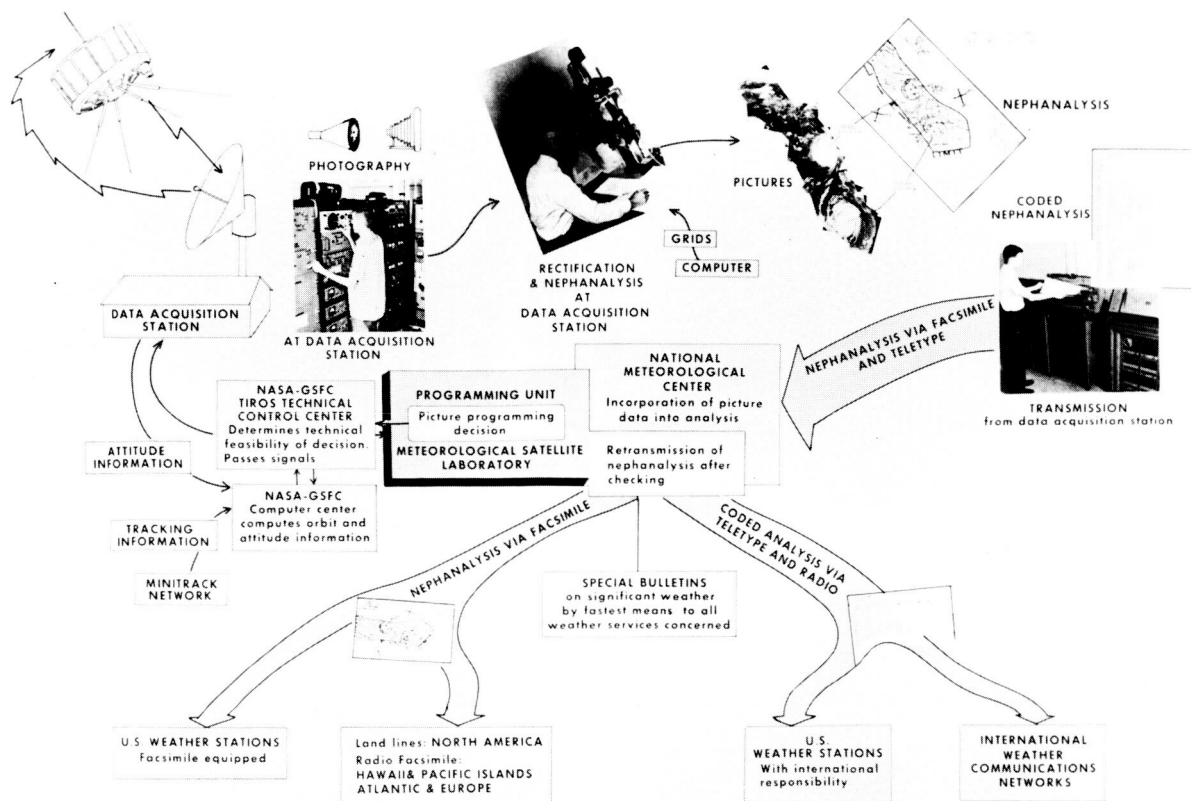 PHOTOGRAPHY
AT DATA ACQUISITION
STATION
DATA ACQUISITION
STATION
RECTIFICATION
& NEPHANALYSIS
AT
DATA ACQUISITION
STATION
GRIDS
COMPUTER
PICTURES
NEPHANALYSIS
LIMIT
CODED
NEPHANALYSIS
TRANSMISSION
from data acquisition station
NEPHANALYSIS VIA FACSIMILE
AND TELETYPE
NATIONAL
METEOROLOGICAL
CENTER
Incorporation of picture
data into analysis
Retransmission of
nephanalysis after
checking
PROGRAMMING UNIT
Picture programming
decision
METEOROLOGICAL SATELLITE
LABORATORY
NASA-GSFC
TIROS TECHNICAL
CONTROL CENTER
Determines technical
feasibility of decision.
Passes signals
ATTITUDE
INFORMATION
NASA-GSFC
Computer center
computes orbit and
attitude information
TRACKING
INFORMATION
MINITRACK
NETWORK
NEPHANALYSIS VIA FACSIMILE
SPECIAL BULLETINS
on significant weather
by fastest means to all
weather services concerned
CODED ANALYSIS VIA
TELETYPE AND RADIO
U.S. WEATHER STATIONS
Facsimile equipped
Land lines: NORTH AMERICA
Radio Facsimile:
HAWAII& PACIFIC ISLANDS
ATLANTIC & EUROPE
U.S.
WEATHER STATIONS
With international
responsibility
INTERNATIONAL
WEATHER
COMMUNICATIONS
NETWORKS